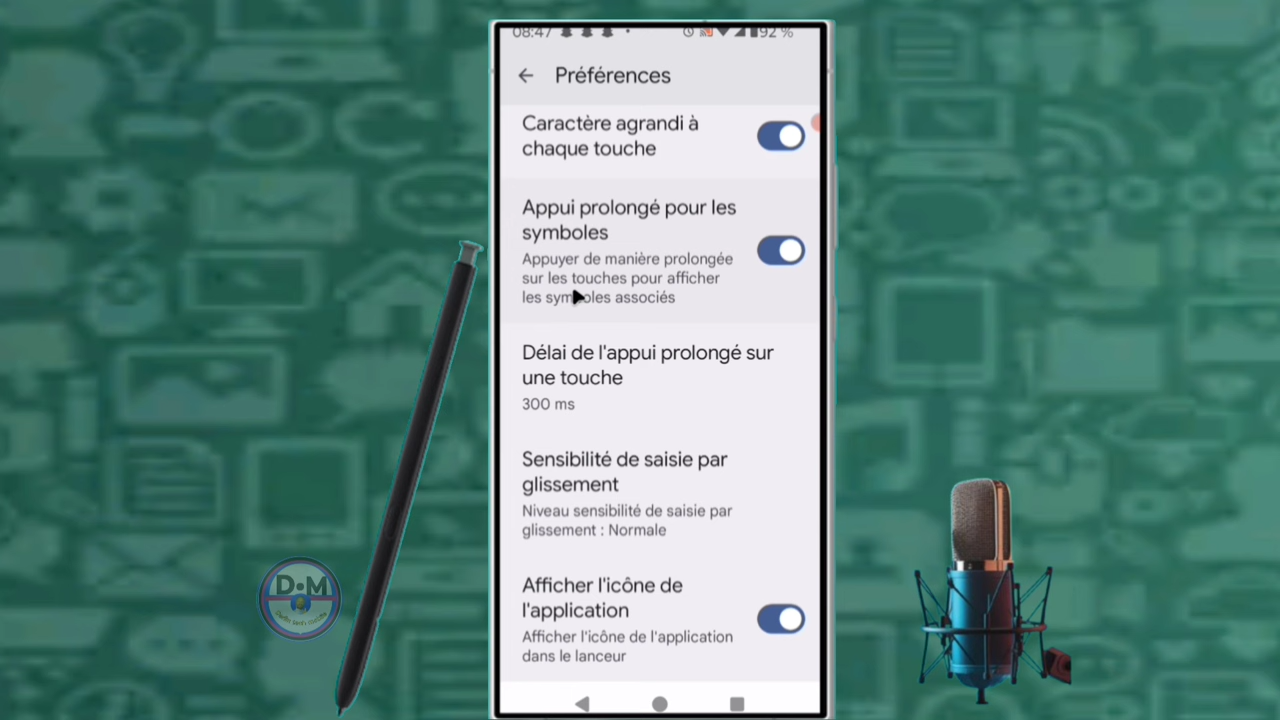 08:47
92 %
Préférences
Caractère agrandi à
chaque touche
Appui prolongé pour les
symboles
Appuyer de manière prolongée
sur les touches pour afficher
les symboles associés
Délai de l'appui prolongé sur
une touche
300 ms
Sensibilité de saisie par
glissement
Niveau sensibilité de saisie par
glissement : Normale
Afficher l'icône de
l'application
Afficher l'icône de l'application
dans le lanceur
D•M